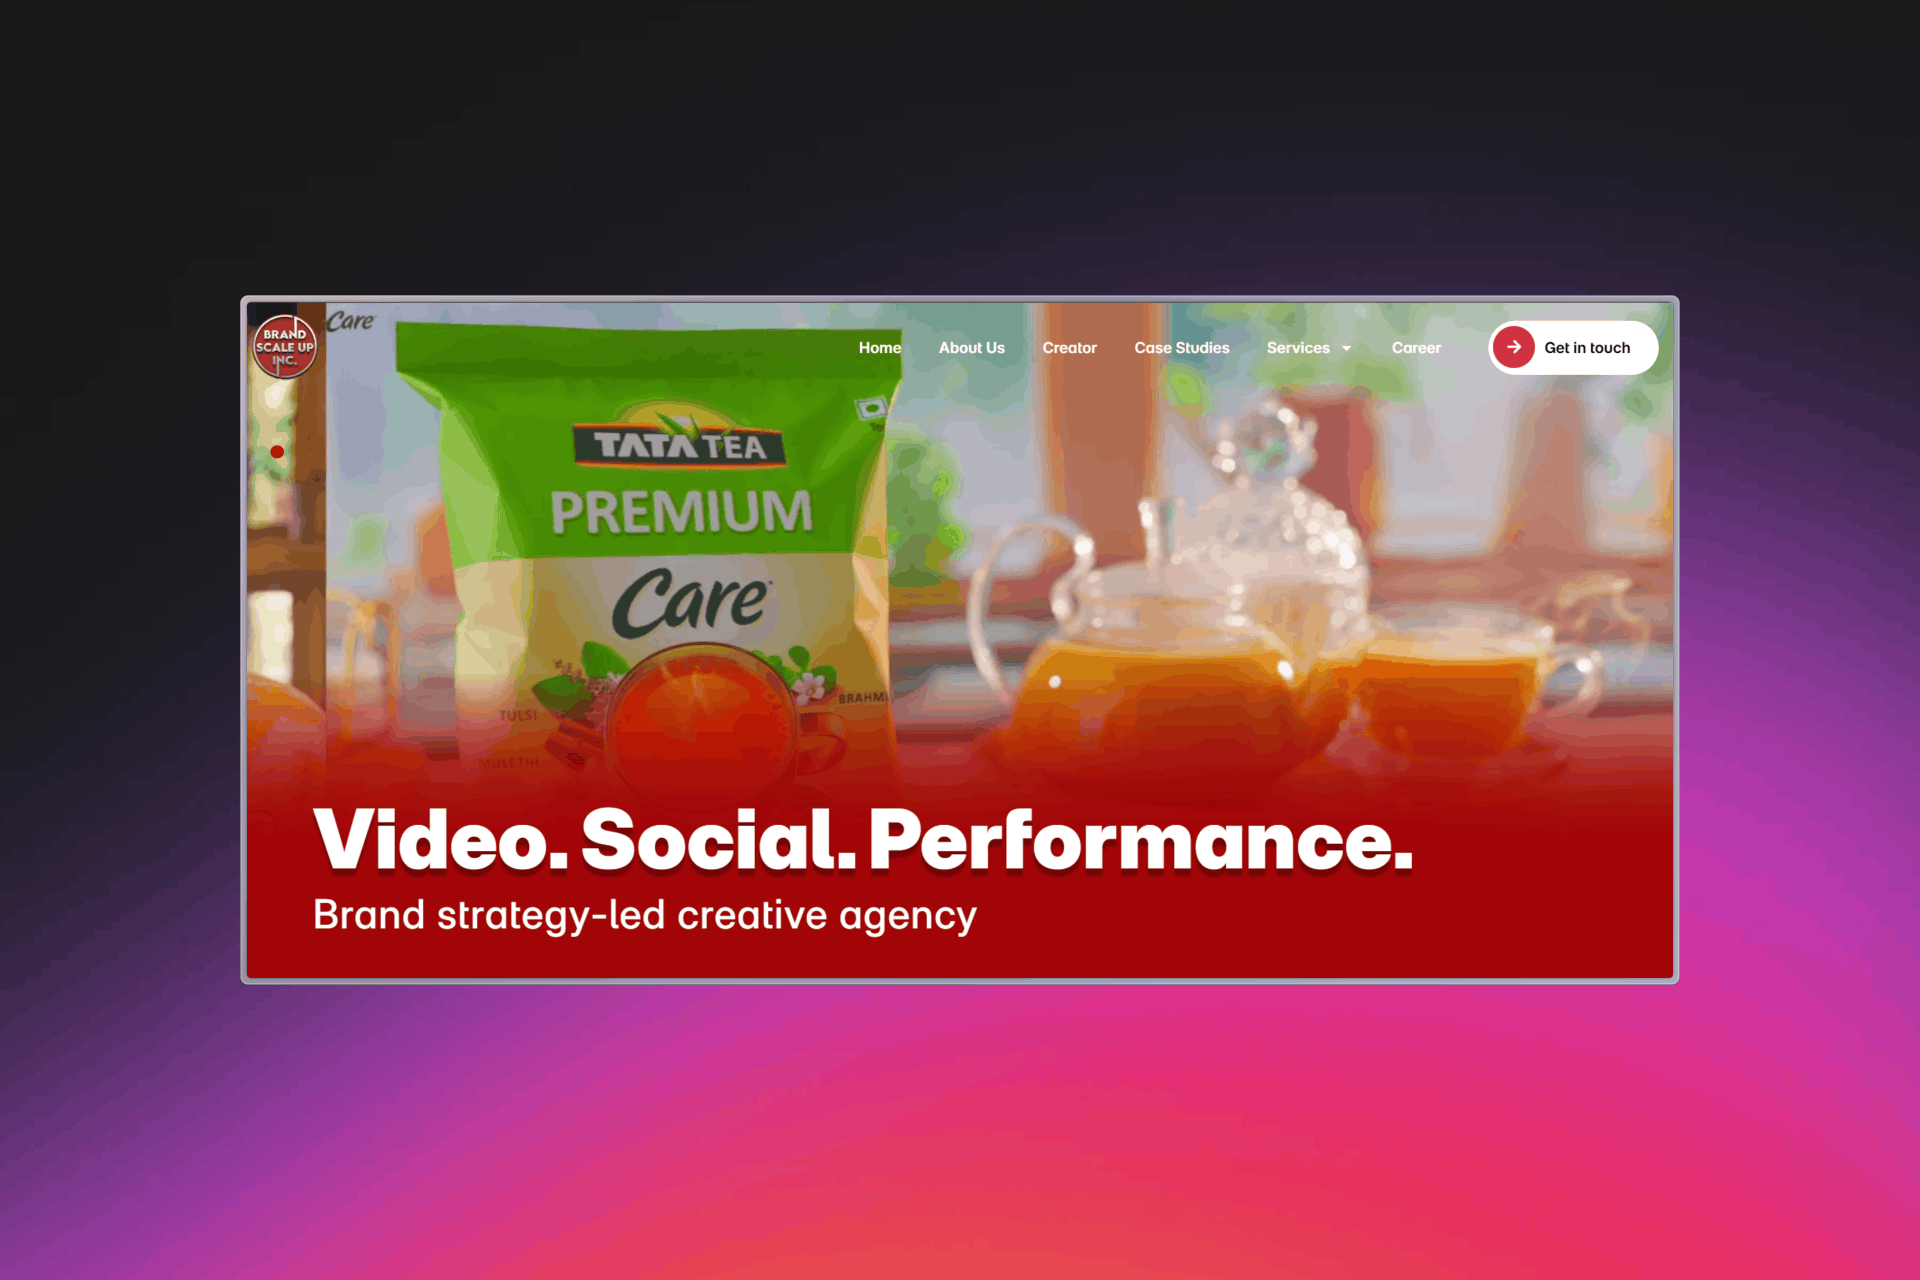 BRAND
SCALE UP
INC.
Care
Home
About Us
Creator
Case Studies
Services
Career
Get in touch
TATA TEA
PREMIUM
Care
BRAHM
TULSI
MULETHI
Video. Social. Performance.
Brand strategy-led creative agency